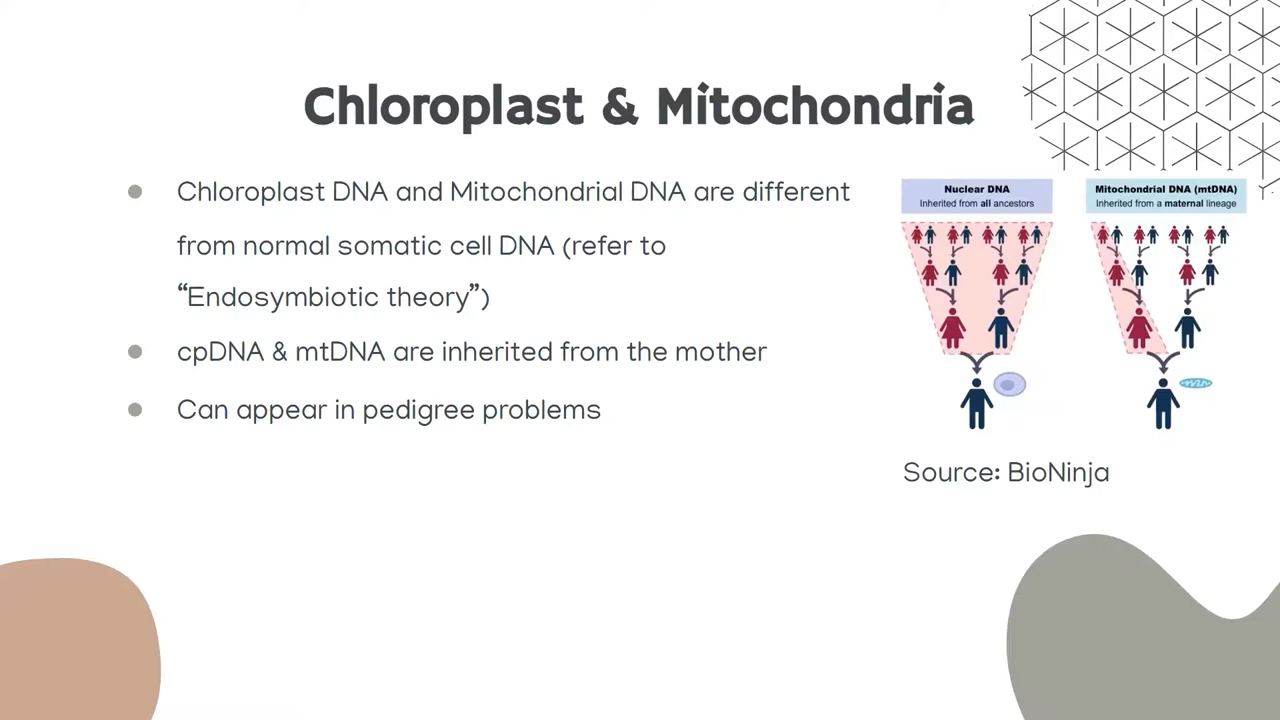 Chloroplast & Mitochondria
● Chloroplast DNA and Mitochondrial DNA are different
from normal somatic cell DNA (refer to
“Endosymbiotic theory”)
● cpDNA & mtDNA are inherited from the mother
● Can appear in pedigree problems
Nuclear DNA
Inherited from all ancestors
Mitochondrial DNA (mtDNA)
Inherited from a maternal lineage
Source: BioNinja